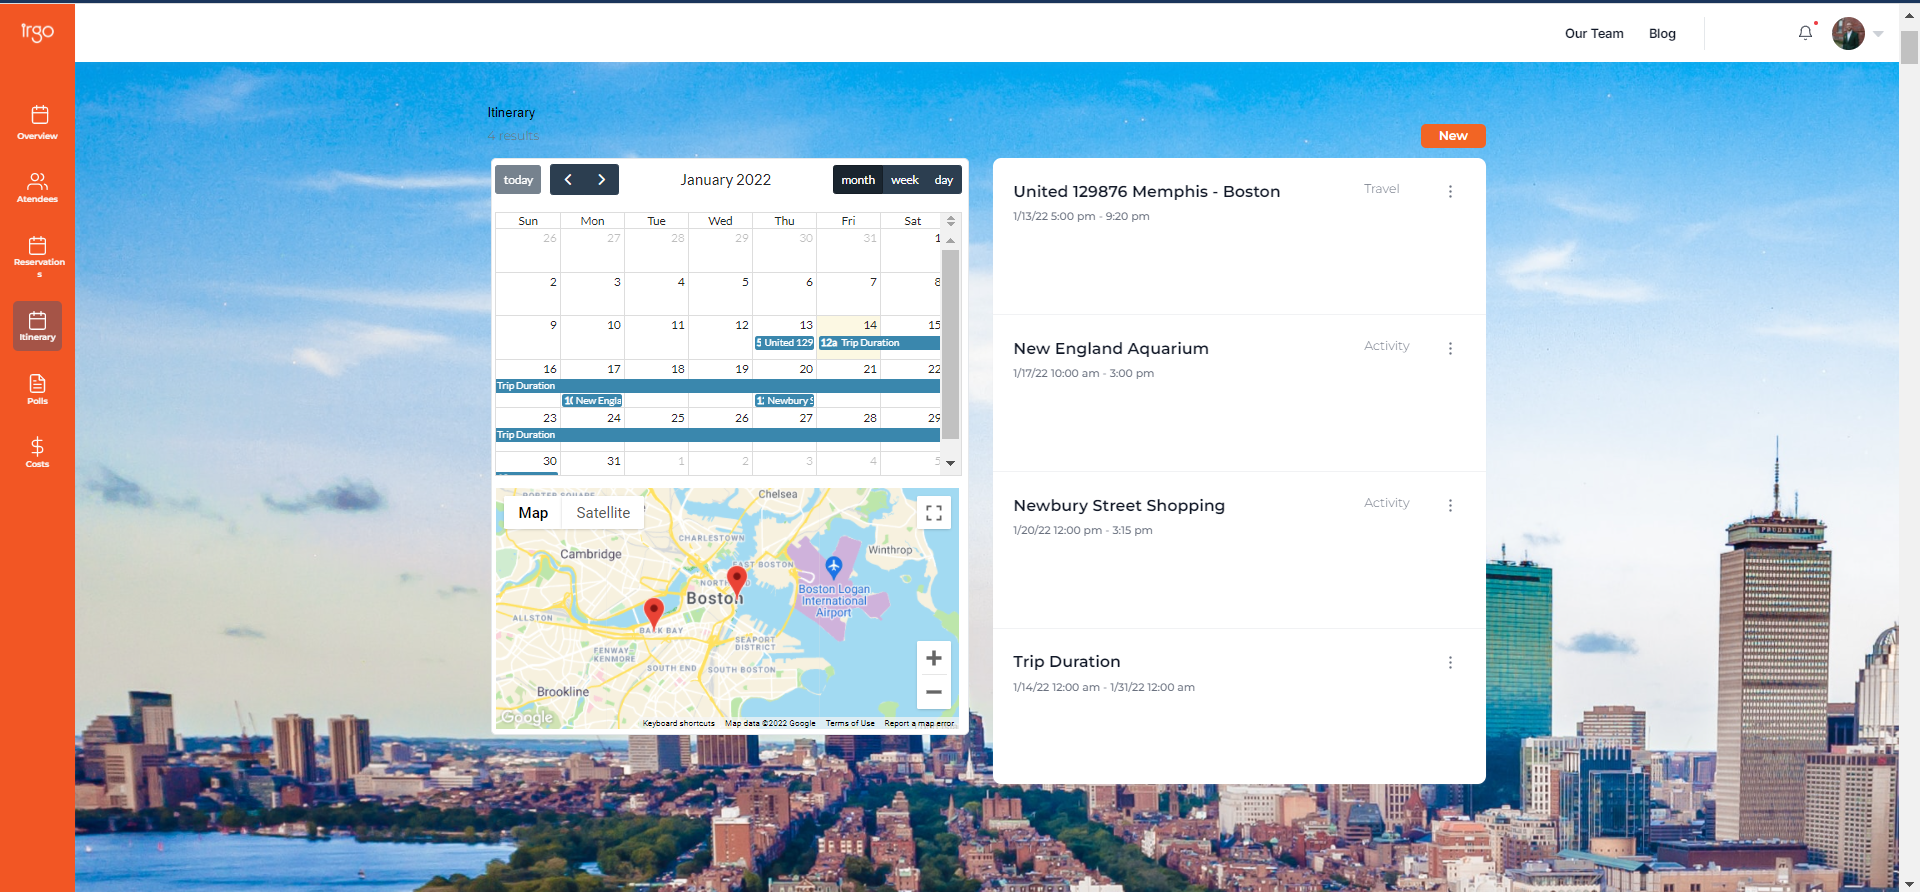 irgo
Our Team
Blog
Overview
Atendees
Reservation
s
Itinerary
Polls
Costs
Itinerary
4 results
New
today
January 2022
month
week
day
Sun Mon Tue Wed Thu Fri Sat
26 27 28 29 30 31 1
2 3 4 5 6 7 8
9 10 11 12 13 14 15
5 United 129
12a Trip Duration
16 17 18 19 20 21 22
Trip Duration
New Engla
Newbury S
23 24 25 26 27 28 29
Trip Duration
30 31 1 2 3 4 5
Map
Satellite
PORTER SQUARE
Chelsea
CHARLESTOWN
Cambridge
Winthrop
EAST BOSTON
NORTH
Boston
Boston Logan
International
Airport
ALLSTON
BACK BAY
SEAPORT
DISTRICT
FENWAY
KENMORE
SOUTH END
SOUTH BOSTON
Brookline
Google
Keyboard shortcuts
Map data ©2022 Google
Terms of Use
Report a map error
United 129876 Memphis - Boston
Travel
1/13/22 5:00 pm - 9:20 pm
New England Aquarium
Activity
1/17/22 10:00 am - 3:00 pm
Newbury Street Shopping
Activity
1/20/22 12:00 pm - 3:15 pm
Trip Duration
1/14/22 12:00 am - 1/31/22 12:00 am
PRUDENTIAL